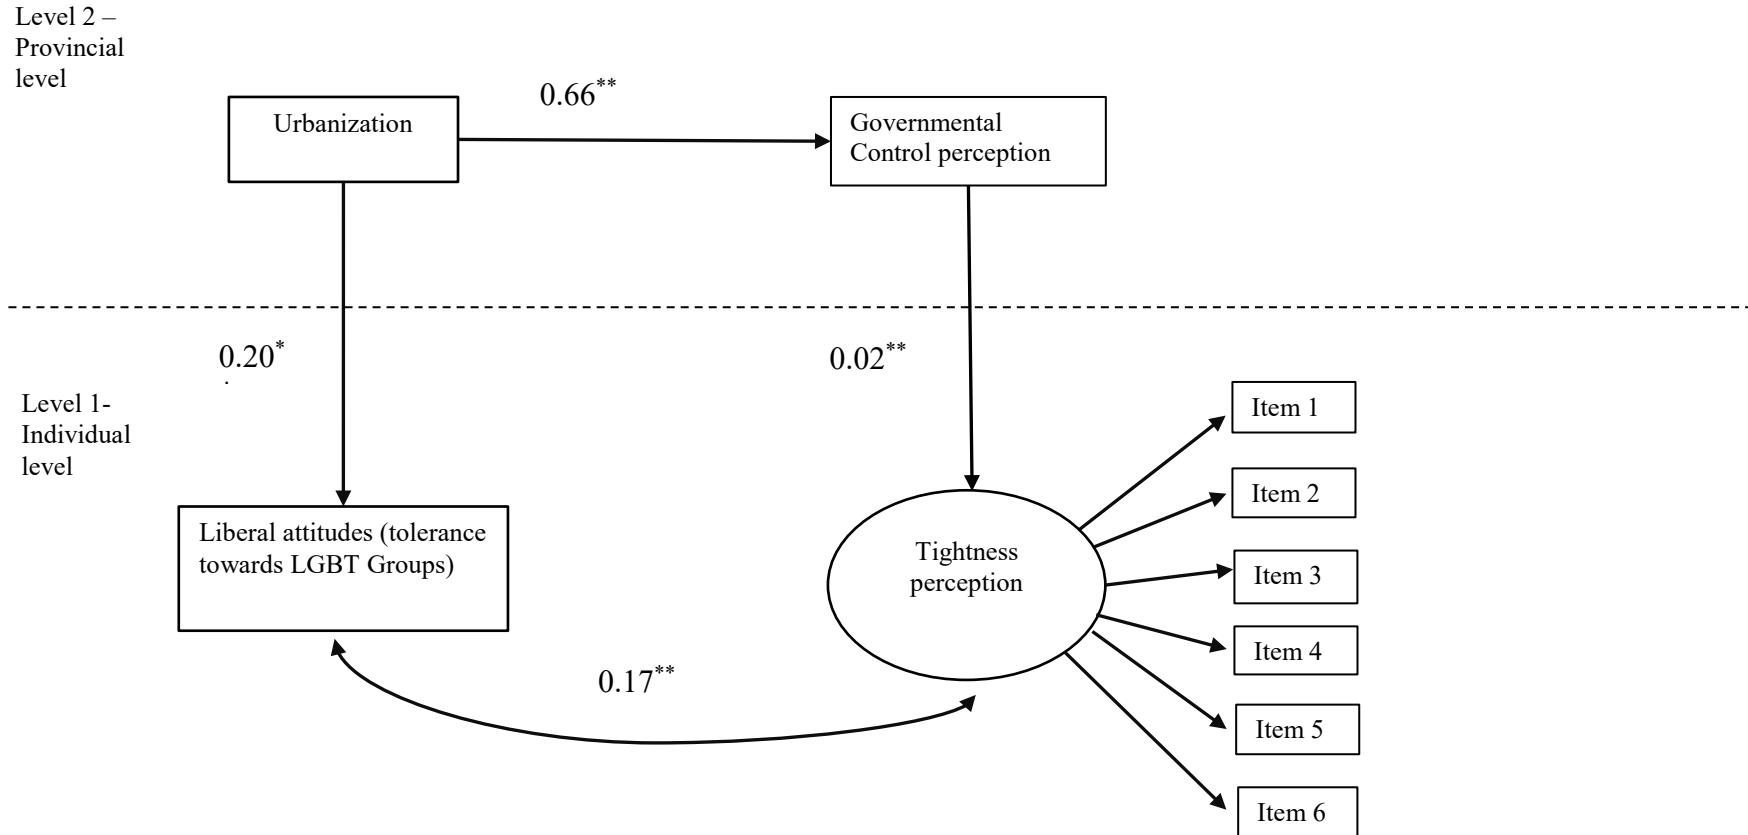 Level 2 –
Provincial
level
0.66**
Urbanization
Governmental
Control perception
0.20*
0.02**
Level 1-
Individual
level
Item 1
Item 2
Liberal attitudes (tolerance
towards LGBT Groups)
Tightness
perception
Item 3
Item 4
0.17**
Item 5
Item 6